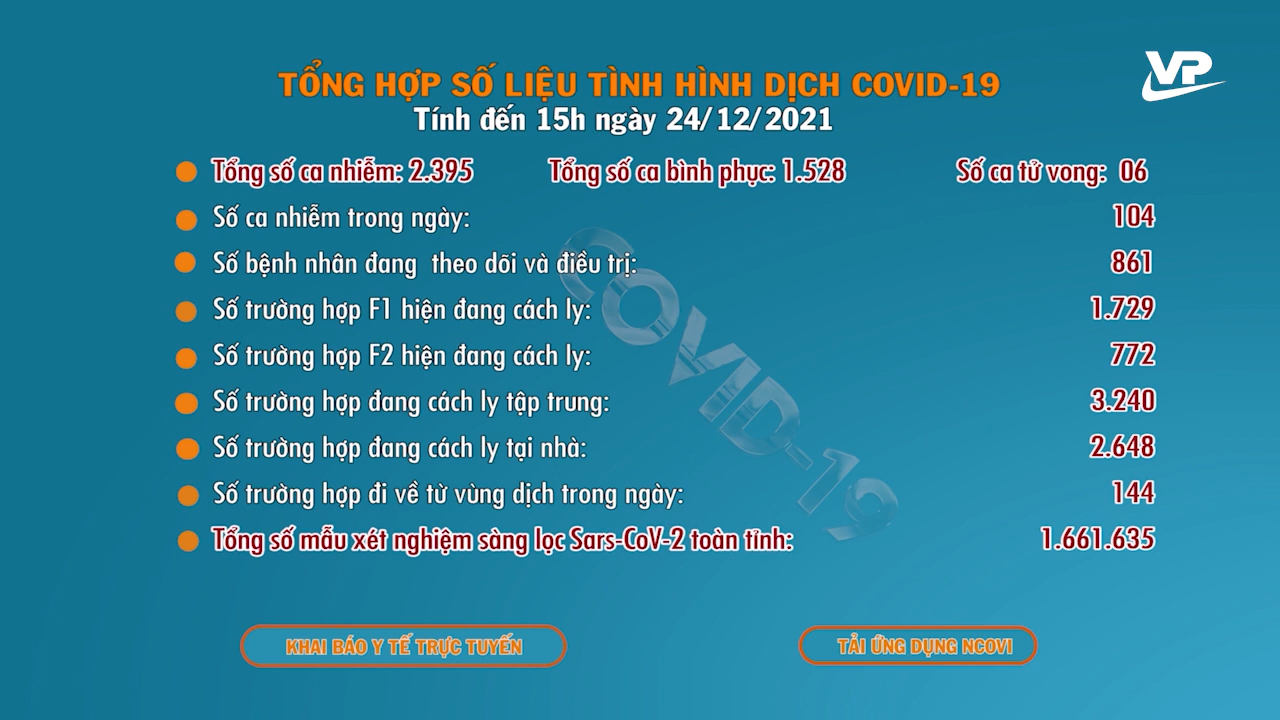 VP
TỔNG HỢP SỐ LIỆU TÌNH HÌNH DỊCH COVID-19
Tính đến 15h ngày 24/12/2021
Tổng số ca nhiễm: 2.395 Tổng số ca bình phục: 1.528 Số ca tử vong: 06
Số ca nhiễm trong ngày: 104
Số bệnh nhân đang theo dõi và điều trị: 861
Số trường hợp F1 hiện đang cách ly: 1.729
Số trường hợp F2 hiện đang cách ly: 772
Số trường hợp đang cách ly tập trung: 3.240
Số trường hợp đang cách ly tại nhà: 2.648
Số trường hợp đi về từ vùng dịch trong ngày: 144
Tổng số mẫu xét nghiệm sàng lọc Sars-CoV-2 toàn tỉnh: 1.661.635
COVID-19
KHAI BÁO Y TẾ TRỰC TUYẾN TẢI ỨNG DỤNG NCOVI